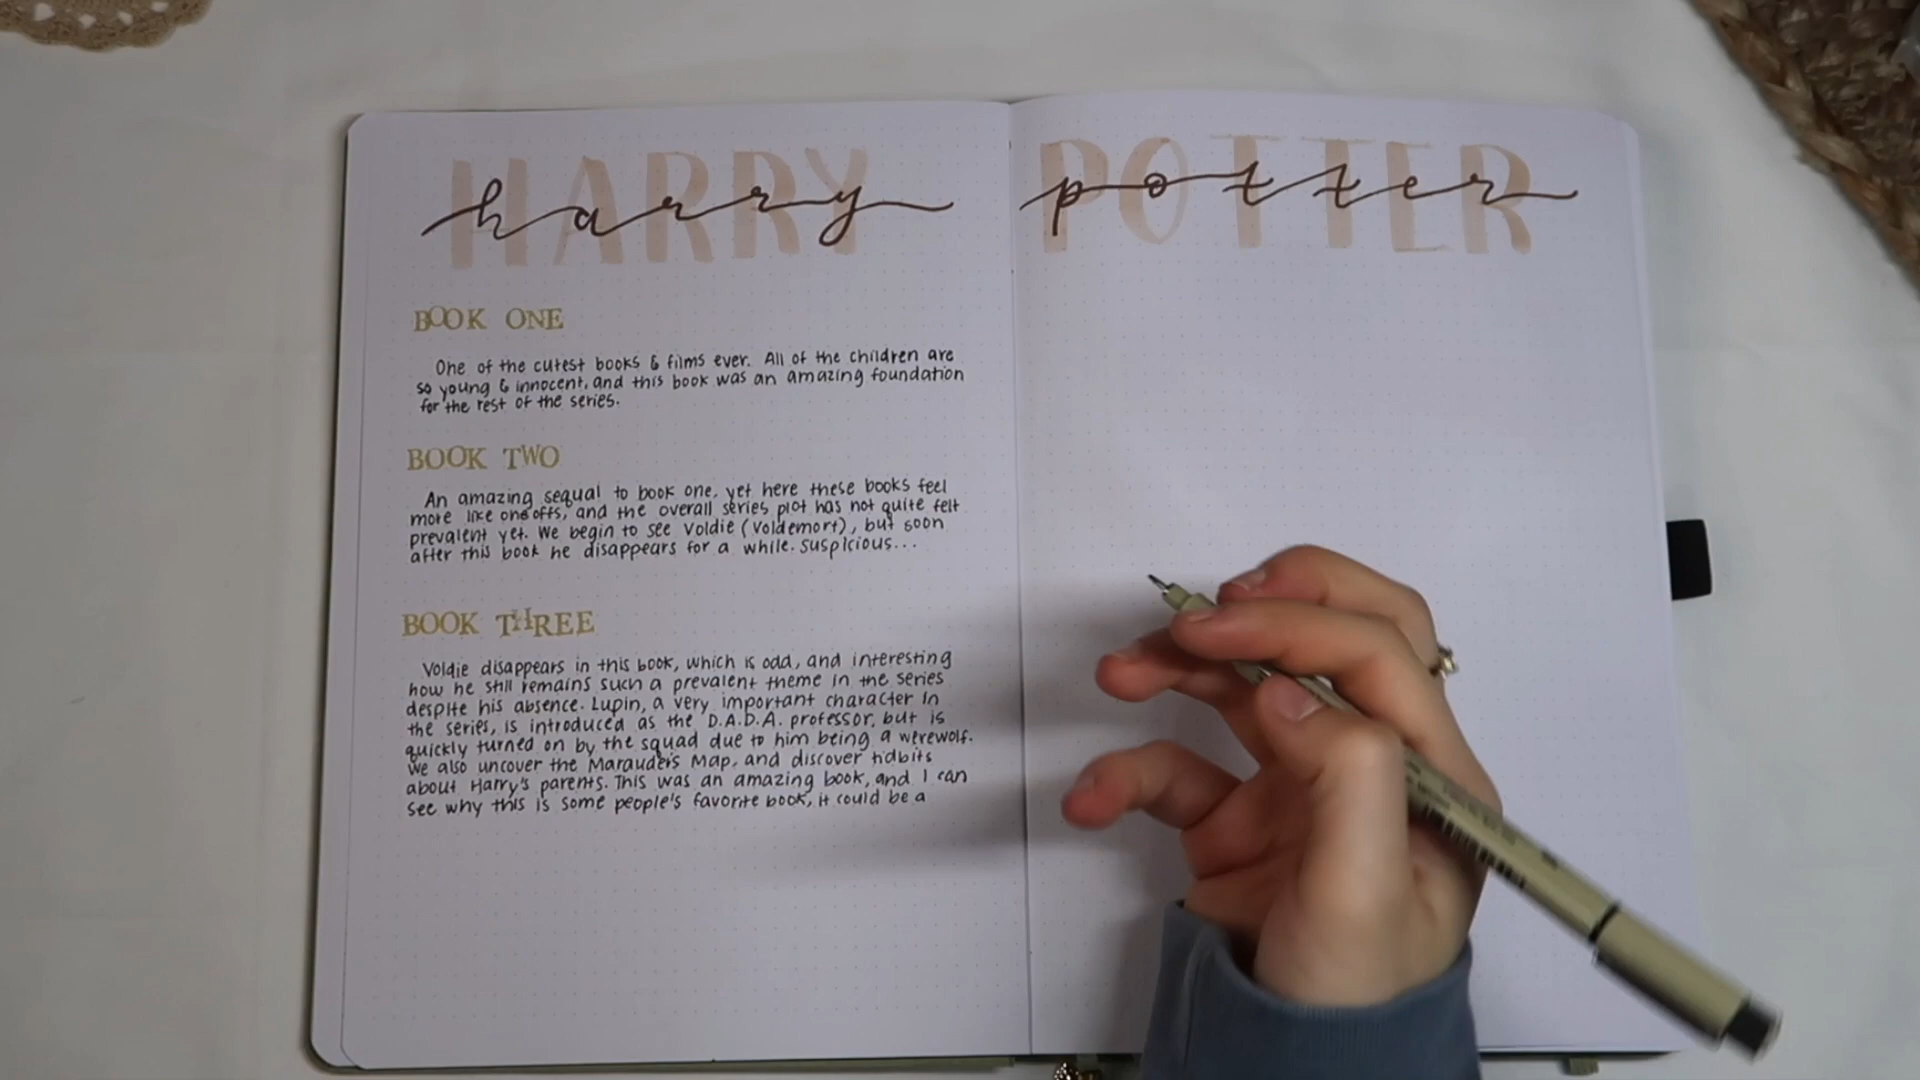 HARRY POTTER
harry potter
BOOK ONE
One of the cutest books & films ever. All of the children are
so young & innocent, and this book was an amazing foundation
for the rest of the series.
BOOK TWO
An amazing sequal to book one, yet here these books feel
more like one offs, and the overall series plot has not quite felt
prevalent yet. We begin to see Voldie (Voldemort), but soon
after this book he disappears for a while. Suspicious...
BOOK THREE
Voldie disappears in this book, which is odd, and interesting
how he still remains such a prevalent theme in the series
despite his absence. Lupin, a very important character in
the series, is introduced as the D.A.D.A. professor, but is
quickly turned on by the squad due to him being a werewolf.
We also uncover the Marauders Map, and discover tidbits
about Harry's parents. This was an amazing book, and I can
see why this is some people's favorite book, it could be a